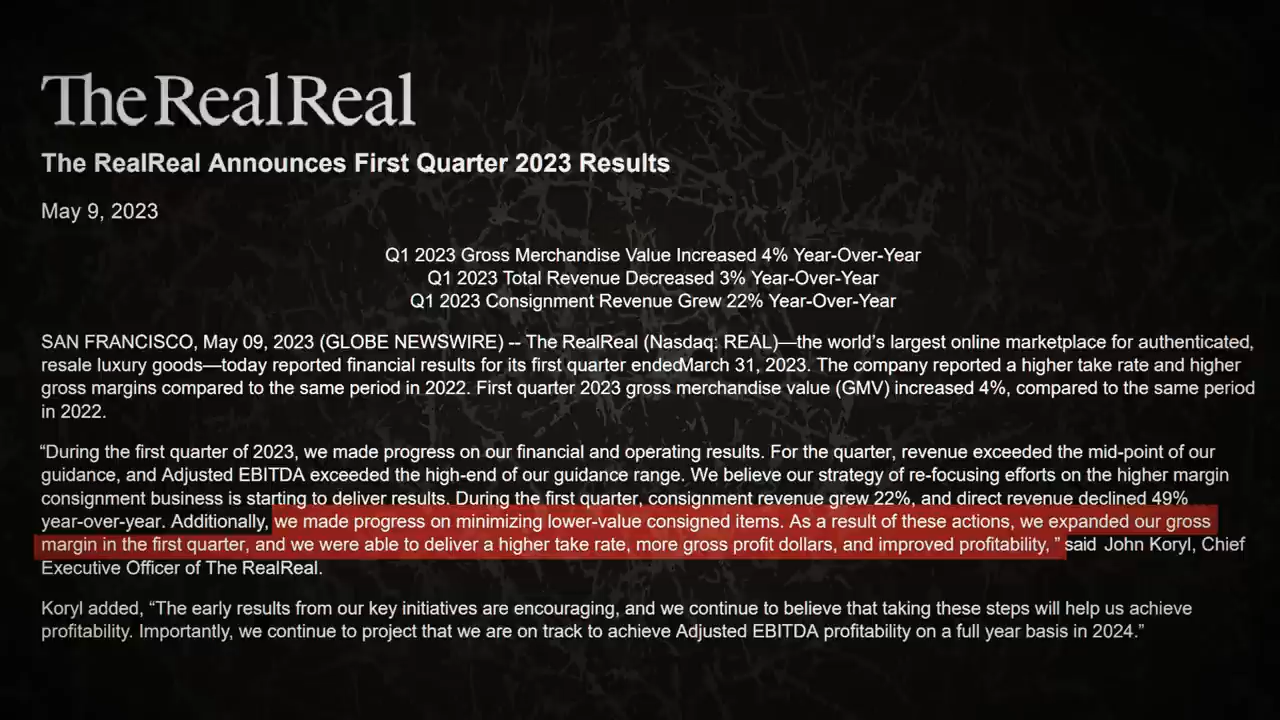 The RealReal
The RealReal Announces First Quarter 2023 Results
May 9, 2023
Q1 2023 Gross Merchandise Value Increased 4% Year-Over-Year
Q1 2023 Total Revenue Decreased 3% Year-Over-Year
Q1 2023 Consignment Revenue Grew 22% Year-Over-Year
SAN FRANCISCO, May 09, 2023 (GLOBE NEWSWIRE) -- The RealReal (Nasdaq: REAL)—the world's largest online marketplace for authenticated,
resale luxury goods—today reported financial results for its first quarter endedMarch 31, 2023. The company reported a higher take rate and higher
gross margins compared to the same period in 2022. First quarter 2023 gross merchandise value (GMV) increased 4%, compared to the same period
in 2022.
“During the first quarter of 2023, we made progress on our financial and operating results. For the quarter, revenue exceeded the mid-point of our
guidance, and Adjusted EBITDA exceeded the high-end of our guidance range. We believe our strategy of re-focusing efforts on the higher margin
consignment business is starting to deliver results. During the first quarter, consignment revenue grew 22%, and direct revenue declined 49%
year-over-year. Additionally, we made progress on minimizing lower-value consigned items. As a result of these actions, we expanded our gross
margin in the first quarter, and we were able to deliver a higher take rate, more gross profit dollars, and improved profitability, ” said John Koryl, Chief
Executive Officer of The RealReal.
Koryl added, “The early results from our key initiatives are encouraging, and we continue to believe that taking these steps will help us achieve
profitability. Importantly, we continue to project that we are on track to achieve Adjusted EBITDA profitability on a full year basis in 2024.”